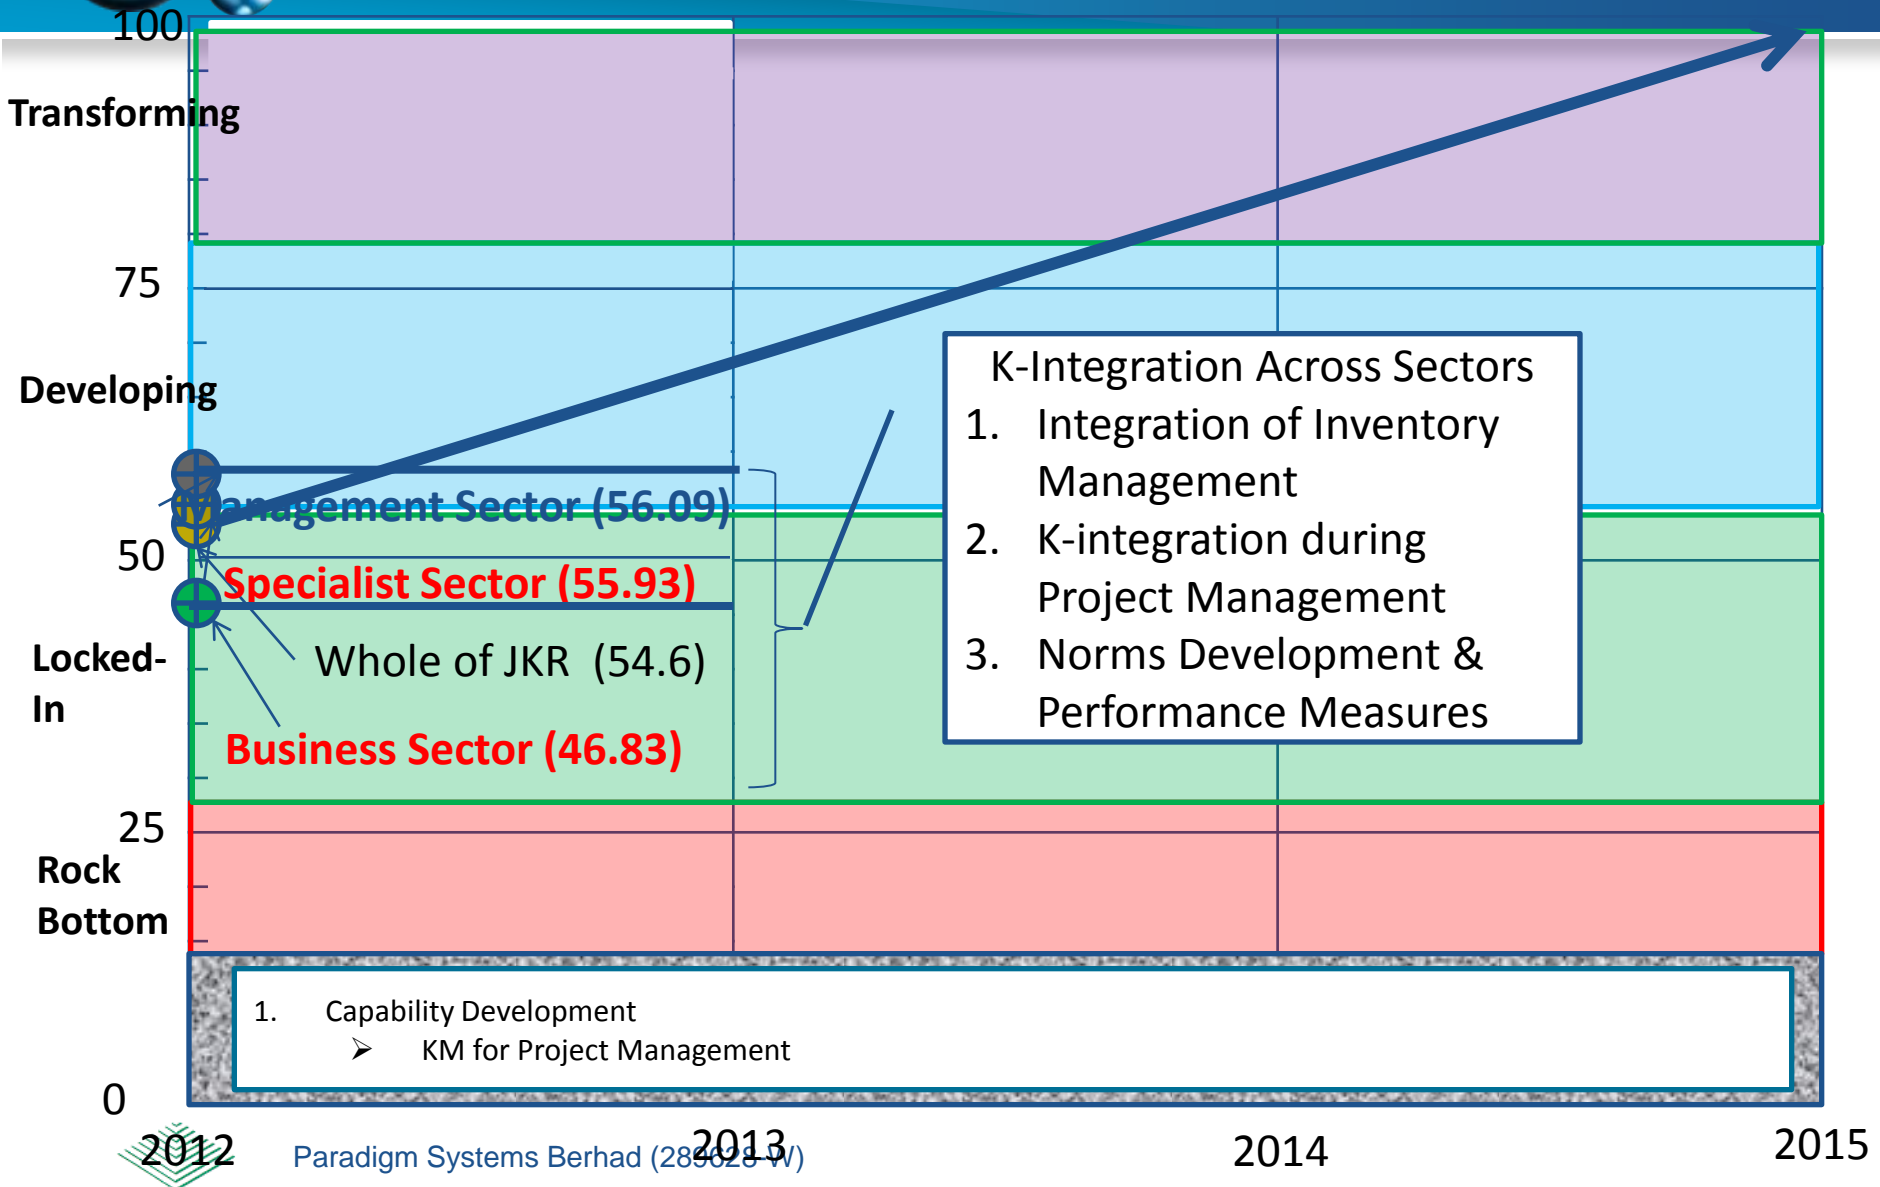 100
Transforming
75
Developing
Management Sector (56.09)
50
Specialist Sector (55.93)
Whole of JKR (54.6)
Locked-
In
Business Sector (46.83)
K-Integration Across Sectors
1. Integration of Inventory
Management
2. K-integration during
Project Management
3. Norms Development &
Performance Measures
25
Rock
Bottom
1. Capability Development
➢ KM for Project Management
0
2012
2013
2014
2015
Paradigm Systems Berhad (289628-W)